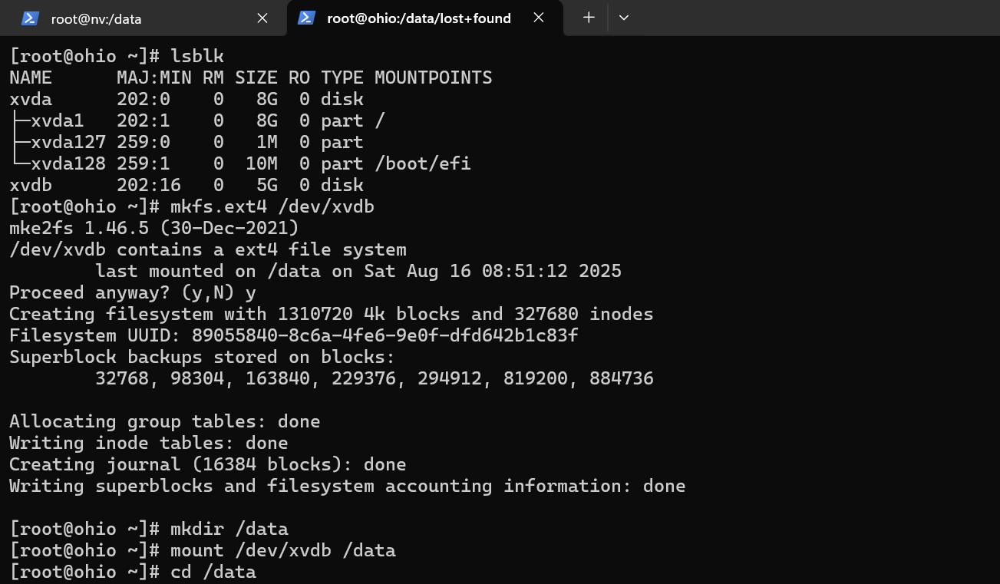 root@nv:/data
root@ohio:/data/lost+found
[root@ohio ~]# lsblk
NAME      MAJ:MIN RM SIZE RO TYPE MOUNTPOINTS
xvda      202:0    0   8G  0 disk
├─xvda1   202:1    0   8G  0 part /
├─xvda127 259:0    0   1M  0 part
└─xvda128 259:1    0  10M  0 part /boot/efi
xvdb      202:16   0   5G  0 disk
[root@ohio ~]# mkfs.ext4 /dev/xvdb
mke2fs 1.46.5 (30-Dec-2021)
/dev/xvdb contains a ext4 file system
        last mounted on /data on Sat Aug 16 08:51:12 2025
Proceed anyway? (y,N) y
Creating filesystem with 1310720 4k blocks and 327680 inodes
Filesystem UUID: 89055840-8c6a-4fe6-9e0f-dfd642b1c83f
Superblock backups stored on blocks:
        32768, 98304, 163840, 229376, 294912, 819200, 884736
Allocating group tables: done
Writing inode tables: done
Creating journal (16384 blocks): done
Writing superblocks and filesystem accounting information: done
[root@ohio ~]# mkdir /data
[root@ohio ~]# mount /dev/xvdb /data
[root@ohio ~]# cd /data